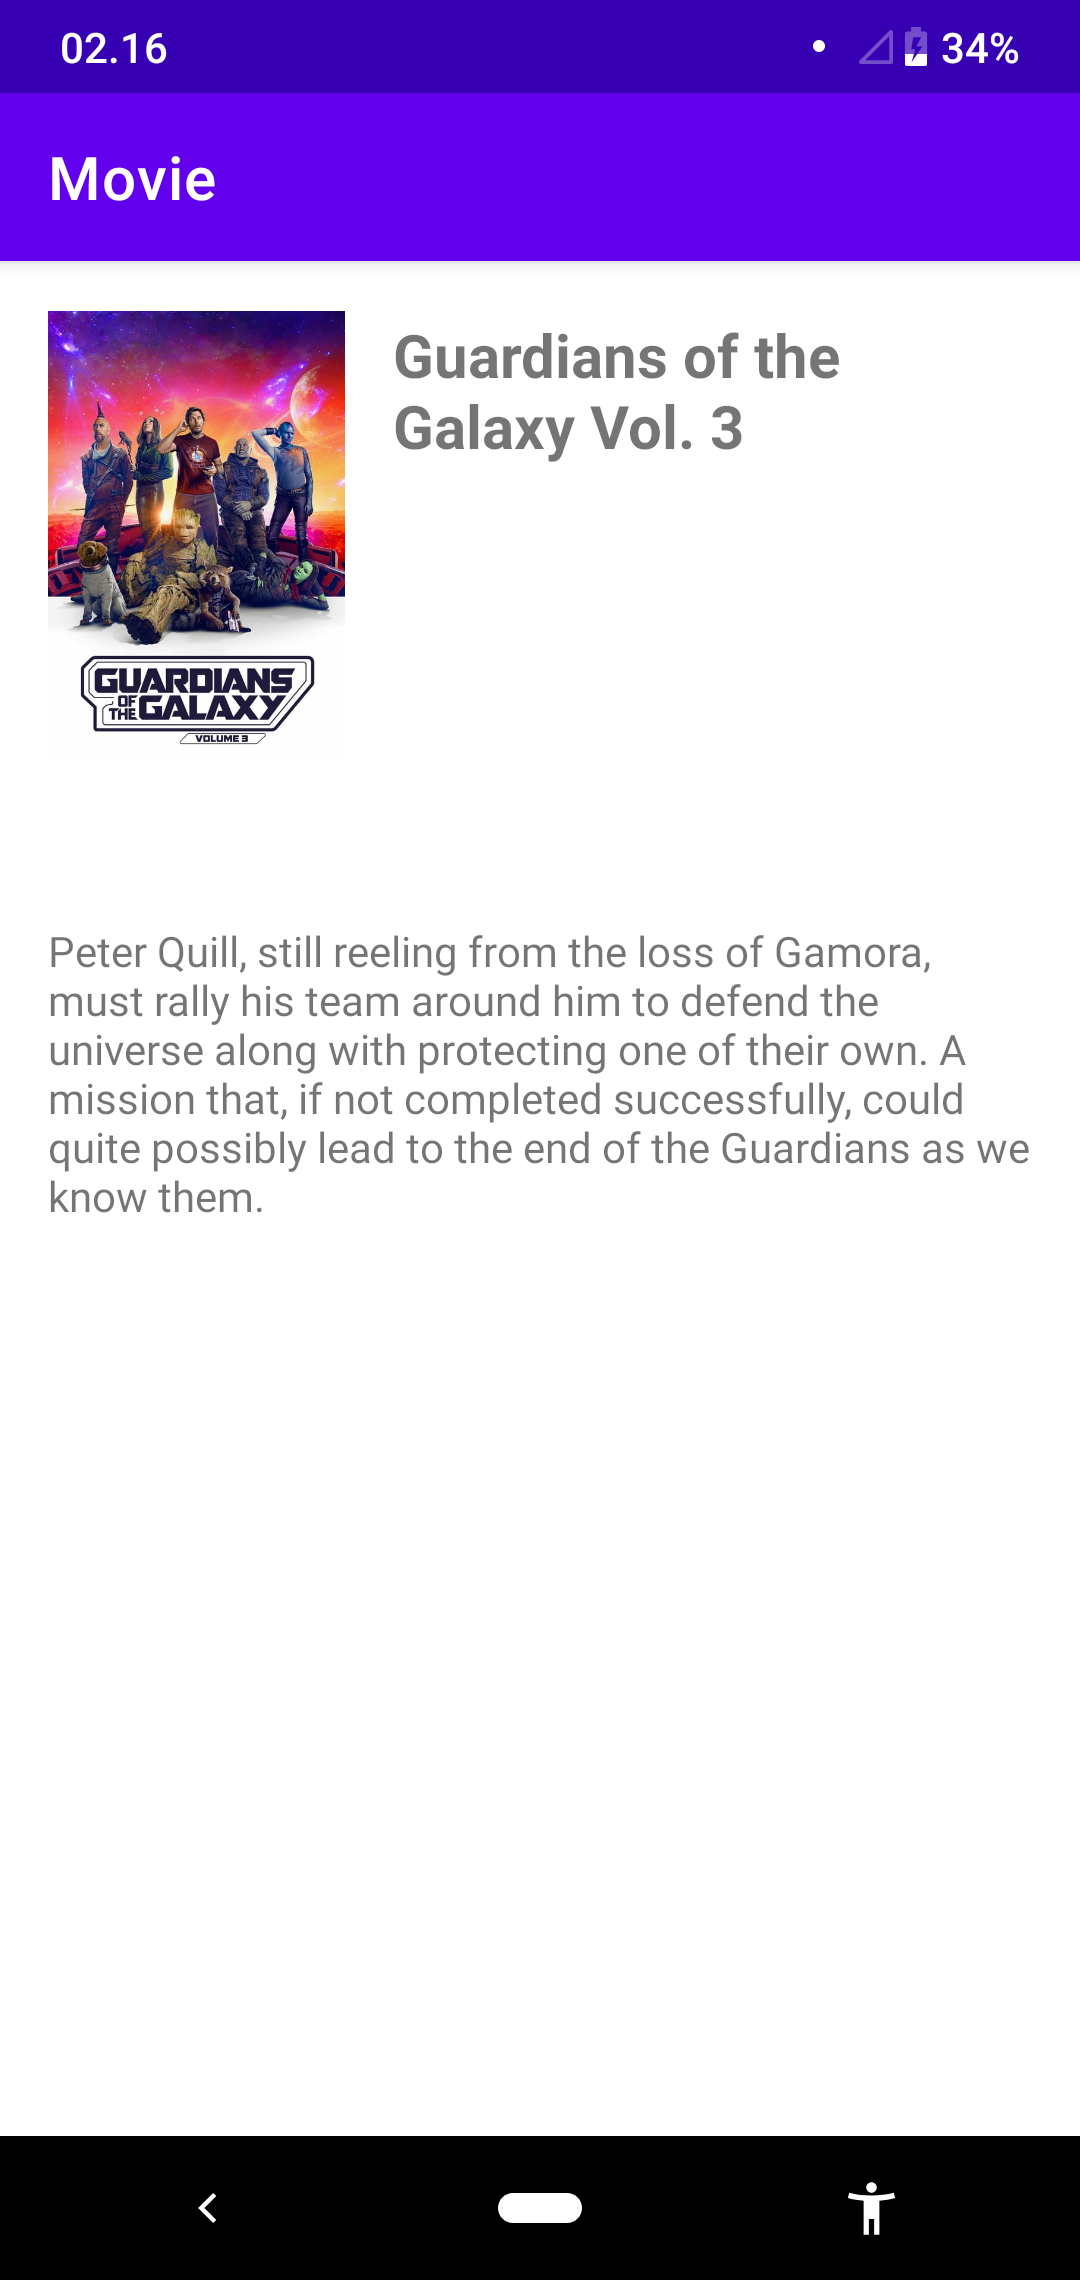 02.16
34%
Movie
Guardians of the
Galaxy Vol. 3
GUARDIANS
OF
THE GALAXY
VOLUME 3
Peter Quill, still reeling from the loss of Gamora,
must rally his team around him to defend the
universe along with protecting one of their own. A
mission that, if not completed successfully, could
quite possibly lead to the end of the Guardians as we
know them.